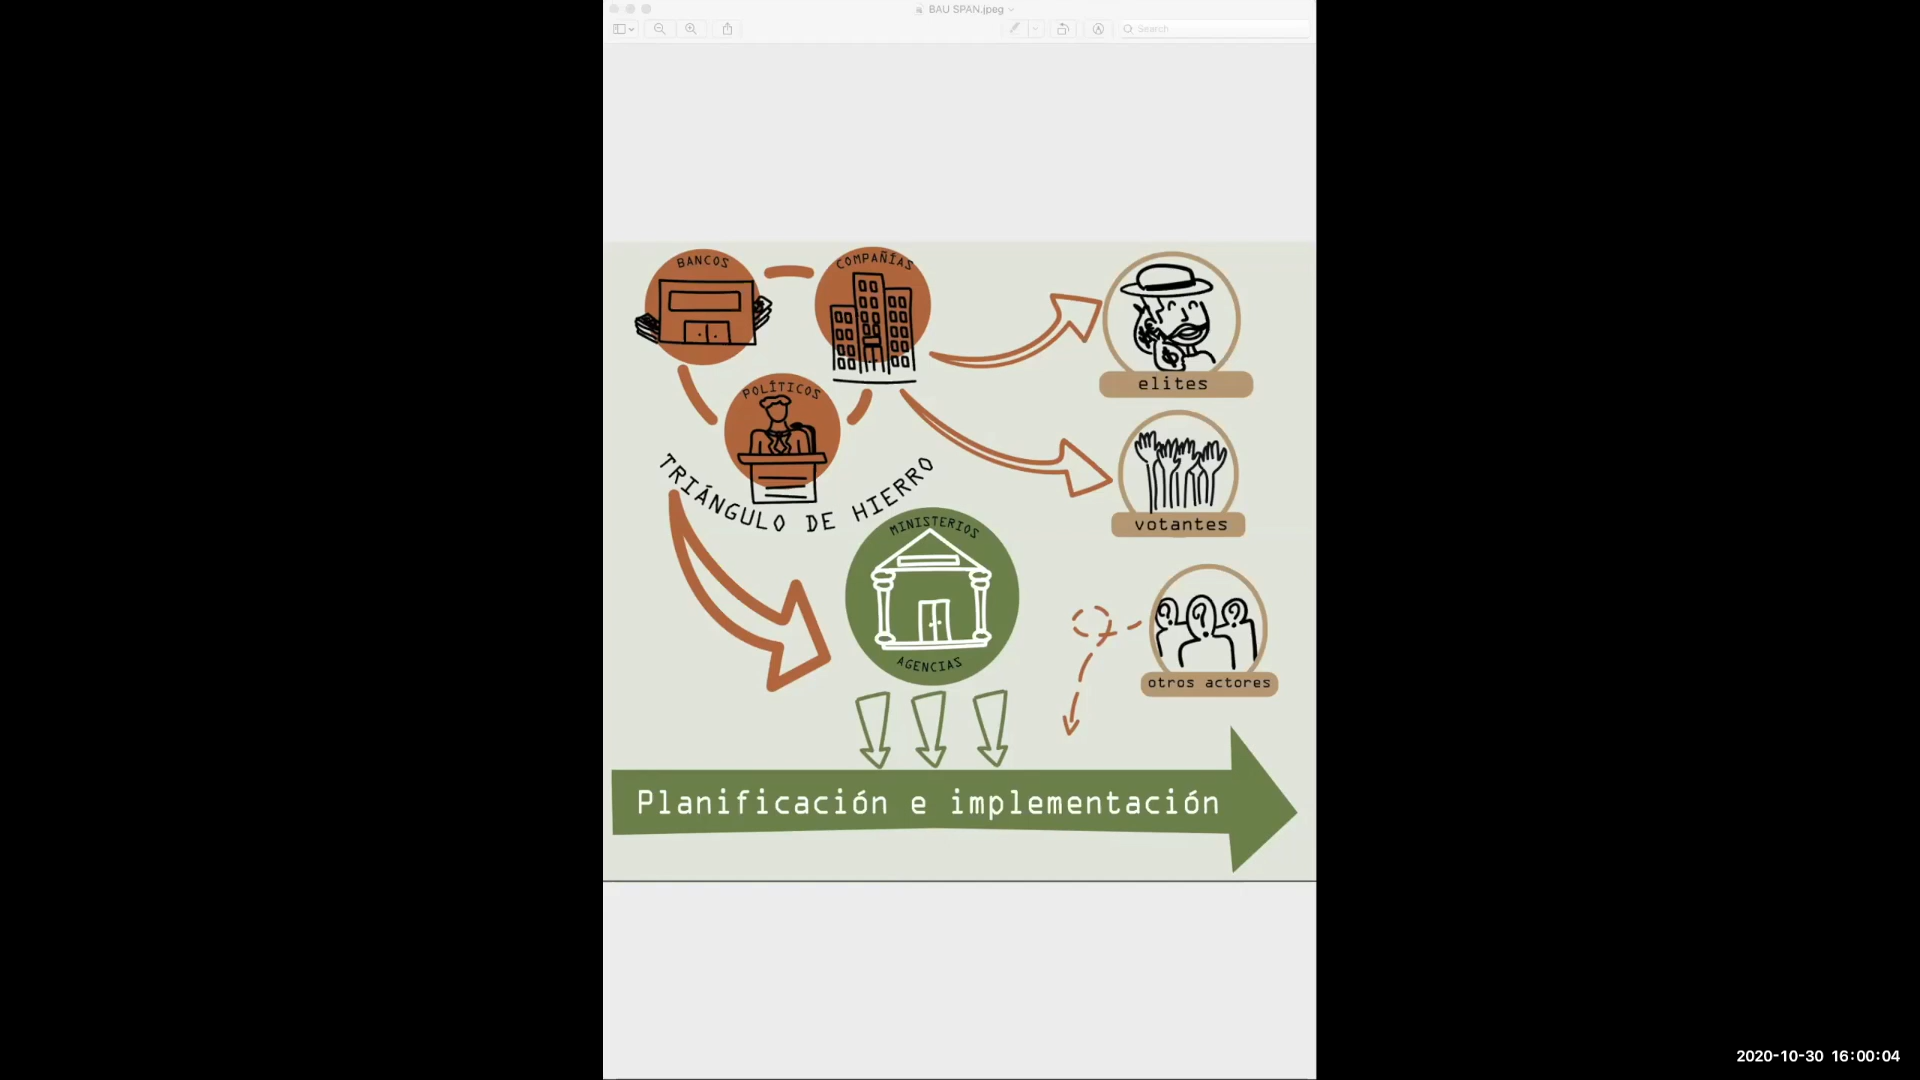 BAU SPAN.jpeg
Search
BANCOS
COMPAÑÍAS
POLÍTICOS
TRIÁNGULO DE HIERRO
elites
votantes
MINISTERIOS
AGENCIAS
otros actores
Planificación e implementación
2020-10-30 16:00:04